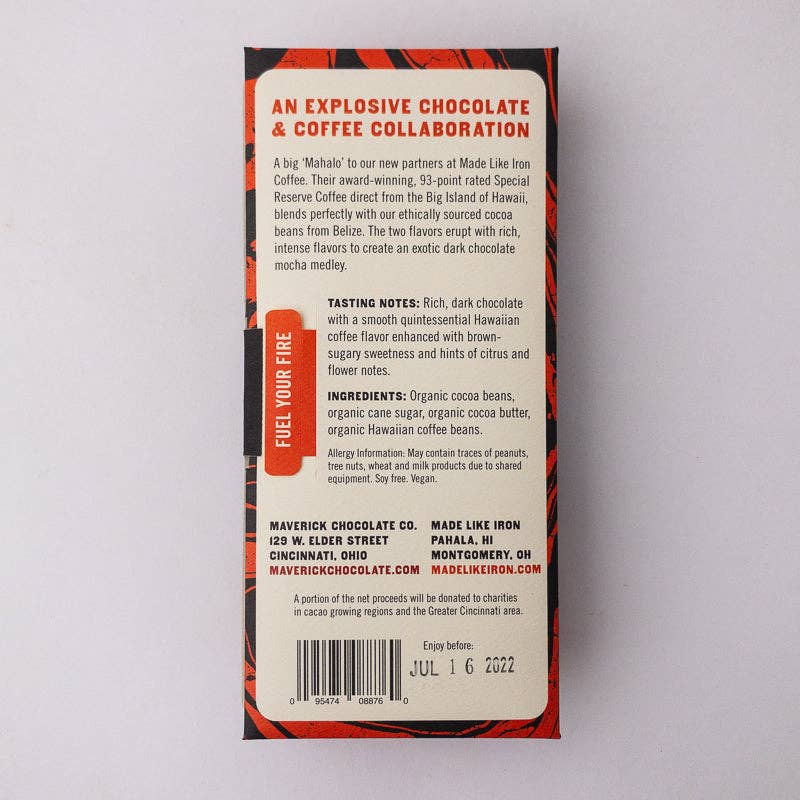 AN EXPLOSIVE CHOCOLATE
& COFFEE COLLABORATION
A big ‘Mahalo’ to our new partners at Made Like Iron
Coffee. Their award-winning, 93-point rated Special
Reserve Coffee direct from the Big Island of Hawaii,
blends perfectly with our ethically sourced cocoa
beans from Belize. The two flavors erupt with rich,
intense flavors to create an exotic dark chocolate
mocha medley.
FUEL YOUR FIRE
TASTING NOTES: Rich, dark chocolate
with a smooth quintessential Hawaiian
coffee flavor enhanced with brown-
sugary sweetness and hints of citrus and
flower notes.
INGREDIENTS: Organic cocoa beans,
organic cane sugar, organic cocoa butter,
organic Hawaiian coffee beans.
Allergy Information: May contain traces of peanuts,
tree nuts, wheat and milk products due to shared
equipment. Soy free. Vegan.
MAVERICK CHOCOLATE CO.
129 W. ELDER STREET
CINCINNATI, OHIO
MAVERICKCHOCOLATE.COM
MADE LIKE IRON
PAHALA, HI
MONTGOMERY, OH
MADELIKEIRON.COM
A portion of the net proceeds will be donated to charities
in cacao growing regions and the Greater Cincinnati area.
Enjoy before:
JUL 16 2022
0 95474 08876 0